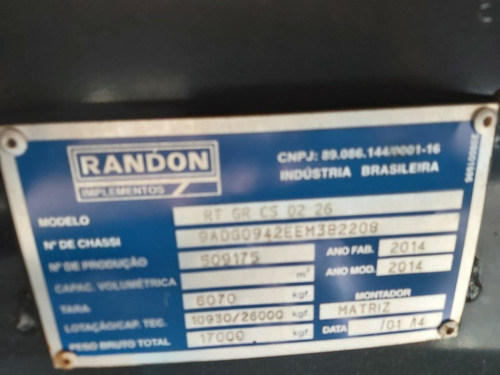 RANDON
IMPLEMENTOS
CNPJ: 89.086.144/0001-16
INDÚSTRIA BRASILEIRA
MODELO RT GR CS 02 26
Nº DE CHASSI 9ADG0942EEM382208
Nº DE PRODUÇÃO 509175 ANO FAB. 2014
CAPAC. VOLUMÉTRICA m³ ANO MOD. 2014
TARA 6070 kgf
LOTAÇÃO/CAP. TEC. 10930/26000 kgf MONTADOR MATRIZ
PESO BRUTO TOTAL 17000 kgf DATA /01 /14